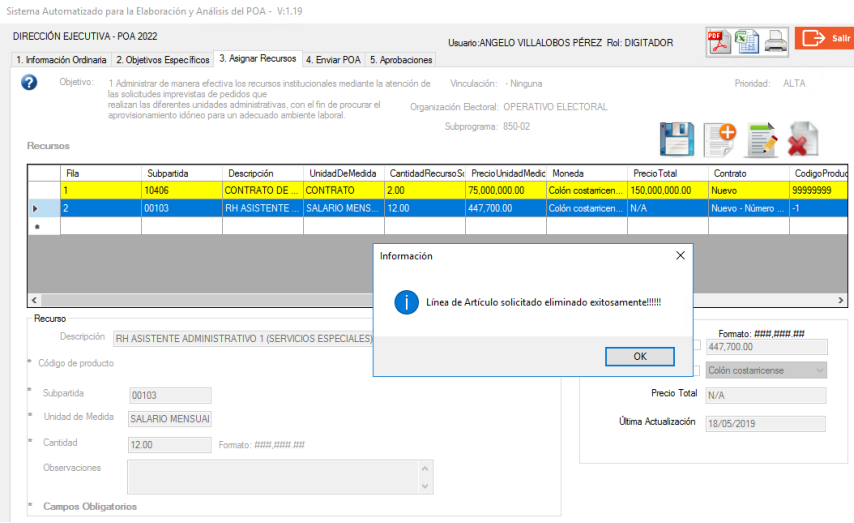 Sistema Automatizado para la Elaboración y Análisis del POA - V:1.19
DIRECCIÓN EJECUTIVA - POA 2022
Usuario:ANGELO VILLALOBOS PÉREZ Rol: DIGITADOR
PDF
Salir
1. Información Ordinaria 2. Objetivos Específicos 3. Asignar Recursos 4. Enviar POA 5. Aprobaciones
Objetivo: 1 Administrar de manera efectiva los recursos institucionales mediante la atención de
las solicitudes imprevistas de pedidos que
realizan las diferentes unidades administrativas, con el fin de procurar el
aprovisionamiento idóneo para un adecuado ambiente laboral.
Vinculación: - Ninguna
Prioridad: ALTA
Organización Electoral: OPERATIVO ELECTORAL
Subprograma: 850-02
Recursos
Fila Subpartida Descripción UnidadDeMedida CantidadRecursoSo PrecioUnidadMedic Moneda PrecioTotal Contrato CodigoProduc
1 10406 CONTRATO DE ... CONTRATO 2.00 75,000,000.00 Colón costarricen... 150,000,000.00 Nuevo 99999999
2 00103 RH ASISTENTE ... SALARIO MENS... 12.00 447,700.00 Colón costarricen... N/A Nuevo - Número ... -1
Información
Línea de Artículo solicitado eliminado exitosamente!!!!!!
OK
Recurso
Descripción RH ASISTENTE ADMINISTRATIVO 1 (SERVICIOS ESPECIALES)
* Código de producto
* Subpartida 00103
* Unidad de Medida SALARIO MENSUAL
* Cantidad 12.00 Formato: ###,###.##
Observaciones
* Campos Obligatorios
Formato: ###,###.##
447,700.00
Colón costarricense
Precio Total N/A
Última Actualización 18/05/2019